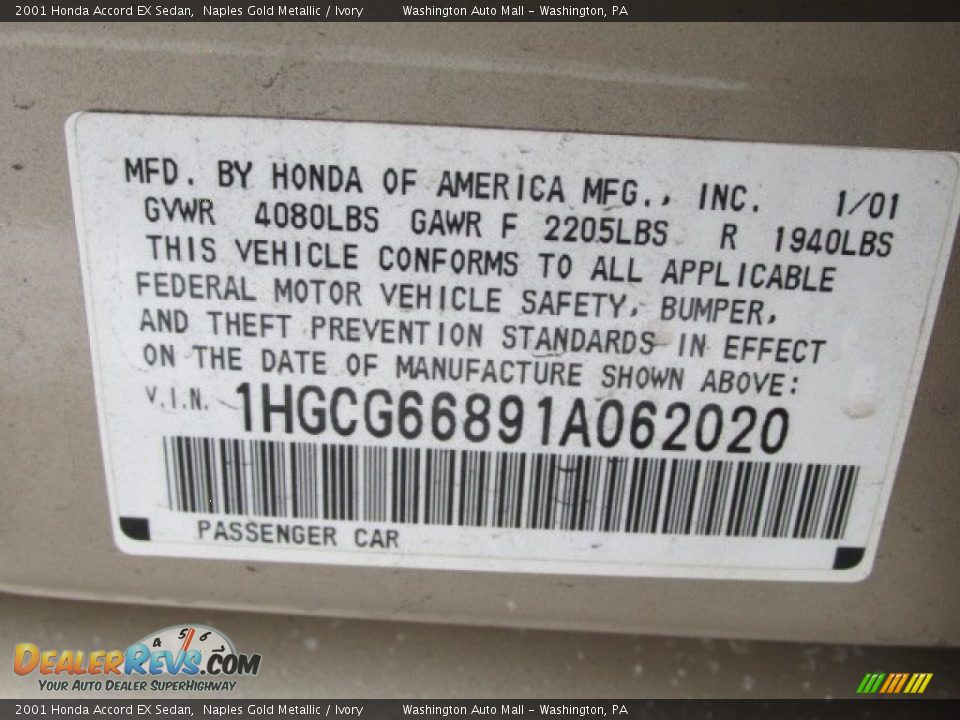 2001 Honda Accord EX Sedan, Naples Gold Metallic / Ivory Washington Auto Mall - Washington, PA
MFD. BY HONDA OF AMERICA MFG., INC. 1/01
GVWR 4080LBS GAWR F 2205LBS R 1940LBS
THIS VEHICLE CONFORMS TO ALL APPLICABLE
FEDERAL MOTOR VEHICLE SAFETY, BUMPER,
AND THEFT PREVENTION STANDARDS IN EFFECT
ON THE DATE OF MANUFACTURE SHOWN ABOVE:
V.I.N. 1HGCG66891A062020
PASSENGER CAR
4 5 6
DEALERREVS.COM
YOUR AUTO DEALER SUPERHIGHWAY
2001 Honda Accord EX Sedan, Naples Gold Metallic / Ivory Washington Auto Mall - Washington, PA